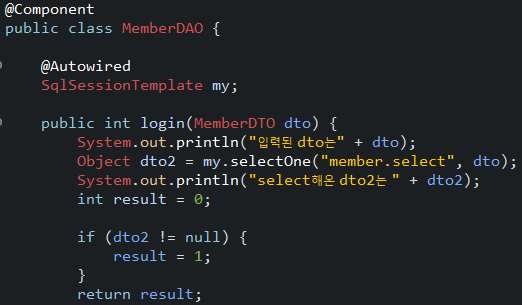 @Component
public class MemberDAO {
@Autowired
SqlSessionTemplate my;
public int login(MemberDTO dto) {
System.out.println("입력된 dto는" + dto);
Object dto2 = my.selectOne("member.select", dto);
System.out.println("select해온 dto2는 " + dto2);
int result = 0;
if (dto2 != null) {
result = 1;
}
return result;